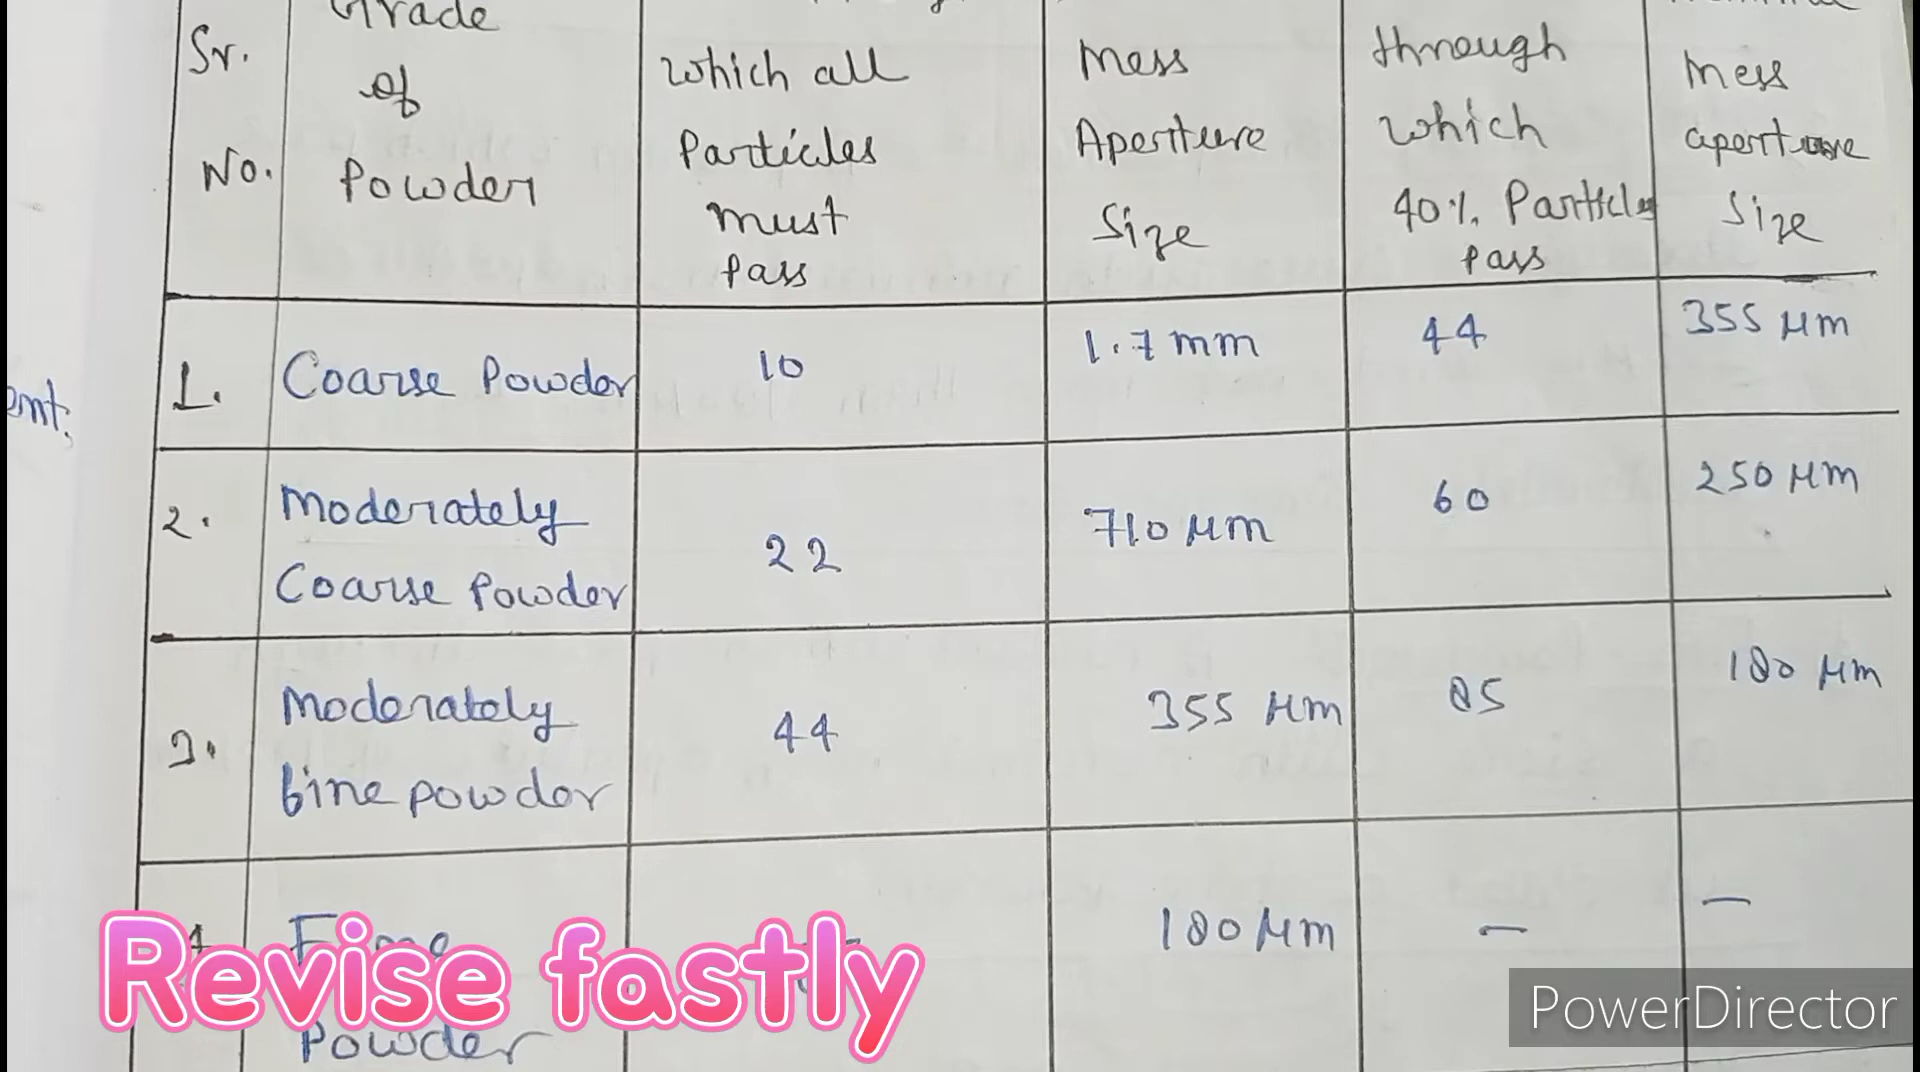 Sr.
No.
Grade
of
Powder
which all
Particles
must
pass
Mess
Aperture
Size
through
which
40% Particles
pass
Mess
aperture
Size
1.
Coarse Powder
10
1.7 mm
44
355 µm
2.
Moderately
Coarse Powder
22
710 µm
60
250 µm
3.
Moderately
fine powder
44
355 µm
85
180 µm
ent.
Fine
Powder
180 µm
—
—
Revise fastly
PowerDirector